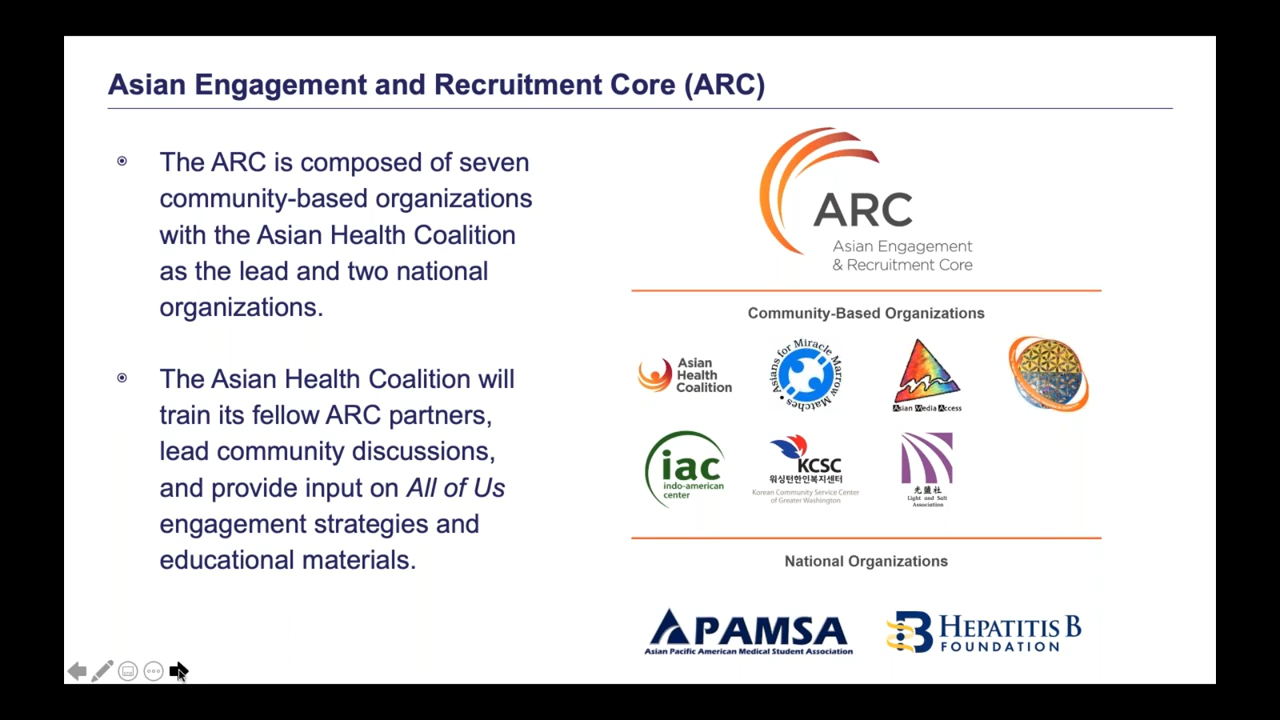 Asian Engagement and Recruitment Core (ARC)
The ARC is composed of seven
community-based organizations
with the Asian Health Coalition
as the lead and two national
organizations.
The Asian Health Coalition will
train its fellow ARC partners,
lead community discussions,
and provide input on All of Us
engagement strategies and
educational materials.
ARC
Asian Engagement
& Recruitment Core
Community-Based Organizations
Asian
Health
Coalition
Asians for Miracle Marrow Matches
Asian Media Access
iac
indo-american
center
KCSC
워싱턴한인복지센터
Korean Community Service Center
of Greater Washington
光鹽社
Light and Salt
Association
National Organizations
APAMSA
Asian Pacific American Medical Student Association
B HEPATITIS B
FOUNDATION